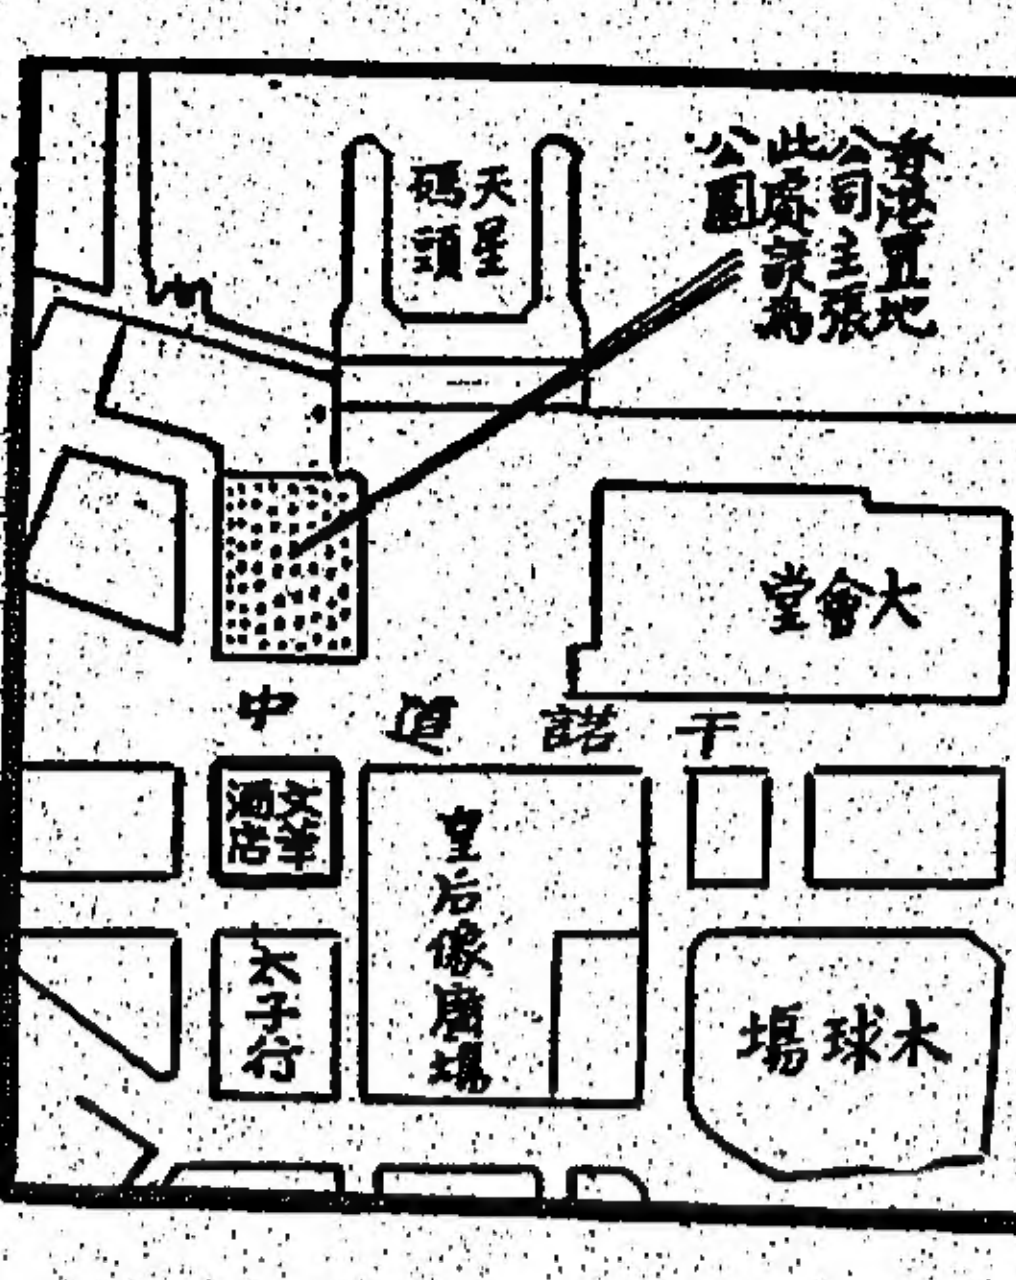 香港置地
公司主張
此處設為
公園
天星
碼頭
大會堂
干諾道中
文華
酒店
皇后像廣場
太子行
木球場